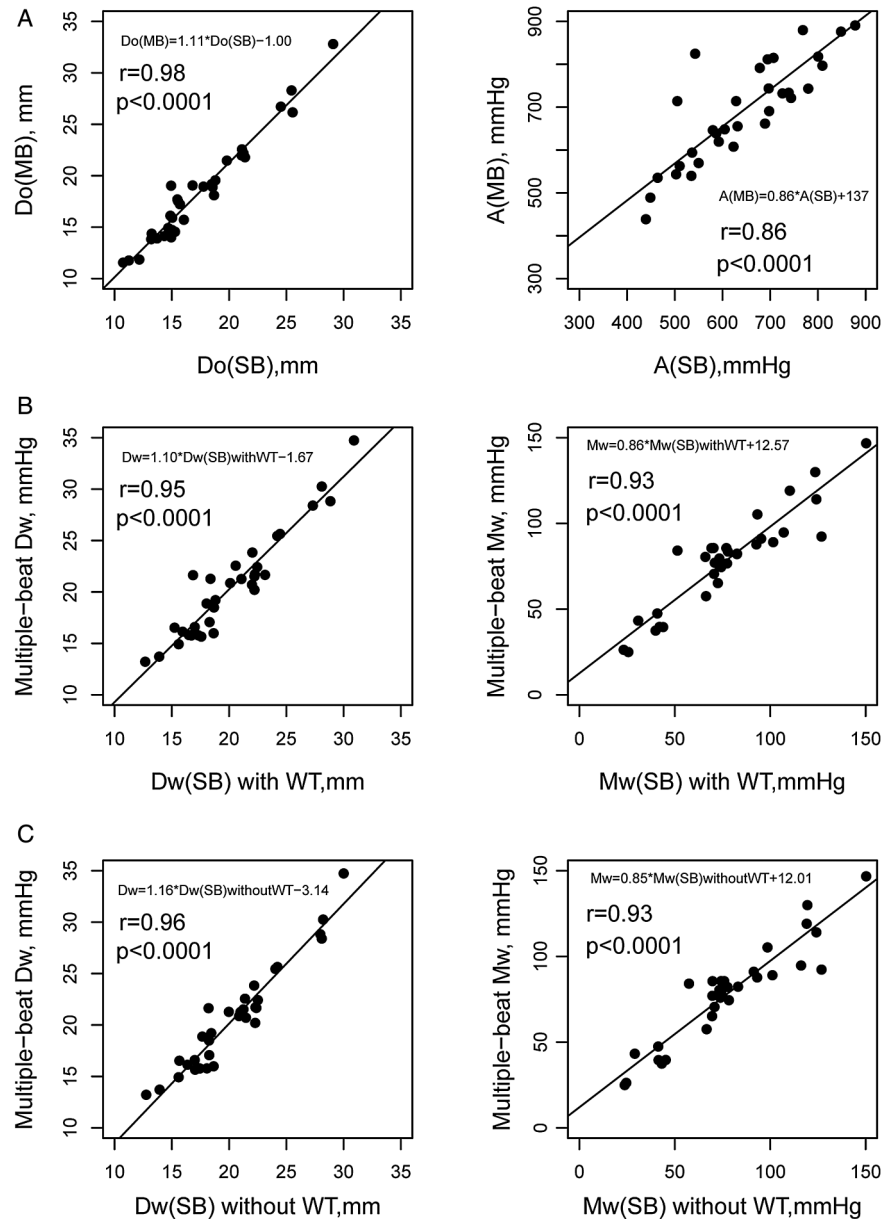 A
Do(MB)=1.11*Do(SB)−1.00
r=0.98
p<0.0001
Do(MB), mm
10 15 20 25 30 35
10 15 20 25 30 35
Do(SB),mm
A(MB)=0.86*A(SB)+137
r=0.86
p<0.0001
A(MB), mmHg
300 500 700 900
300 400 500 600 700 800 900
A(SB),mmHg
B
Dw=1.10*Dw(SB)withWT−1.67
r=0.95
p<0.0001
Multiple−beat Dw, mmHg
10 15 20 25 30 35
10 15 20 25 30 35
Dw(SB) with WT,mm
Mw=0.86*Mw(SB)withWT+12.57
r=0.93
p<0.0001
Multiple−beat Mw, mmHg
0 50 100 150
0 50 100 150
Mw(SB) with WT,mmHg
C
Dw=1.16*Dw(SB)withoutWT−3.14
r=0.96
p<0.0001
Multiple−beat Dw, mmHg
10 15 20 25 30 35
10 15 20 25 30 35
Dw(SB) without WT,mm
Mw=0.85*Mw(SB)withoutWT+12.01
r=0.93
p<0.0001
Multiple−beat Mw, mmHg
0 50 100 150
0 50 100 150
Mw(SB) without WT,mmHg